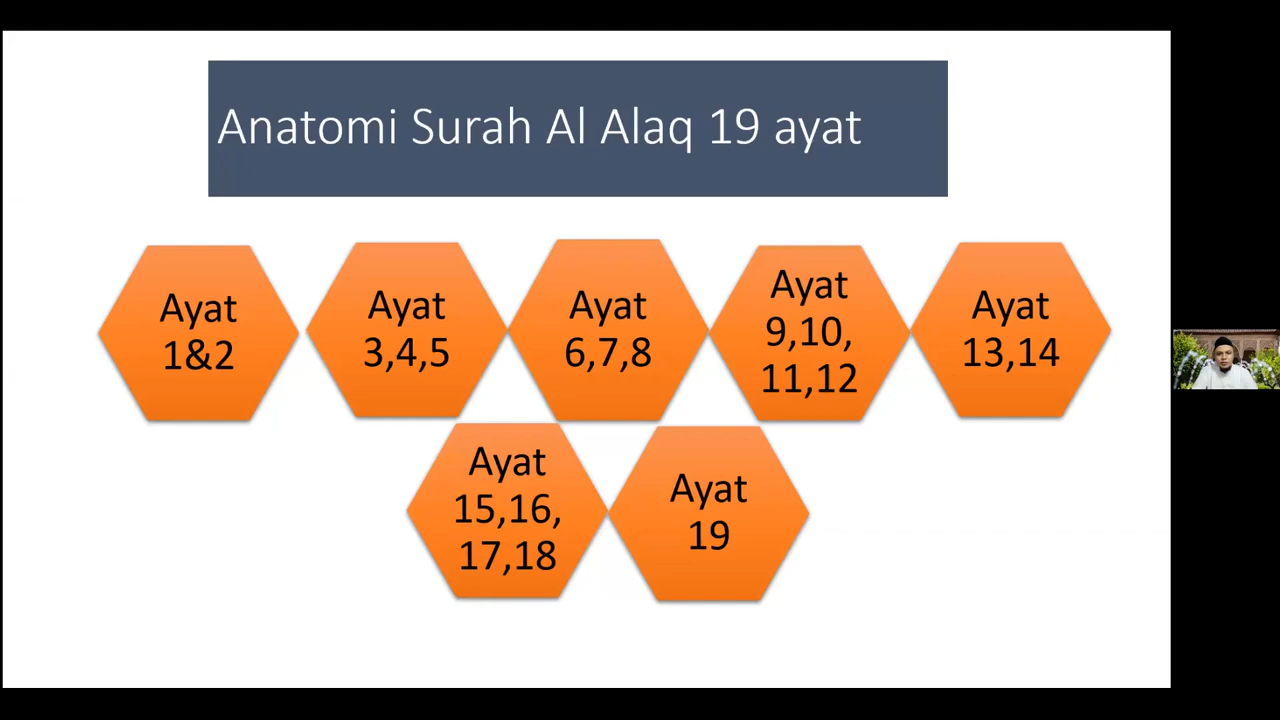 Anatomi Surah Al Alaq 19 ayat
Ayat
1&2
Ayat
3,4,5
Ayat
6,7,8
Ayat
9,10,
11,12
Ayat
13,14
Ayat
15,16,
17,18
Ayat
19